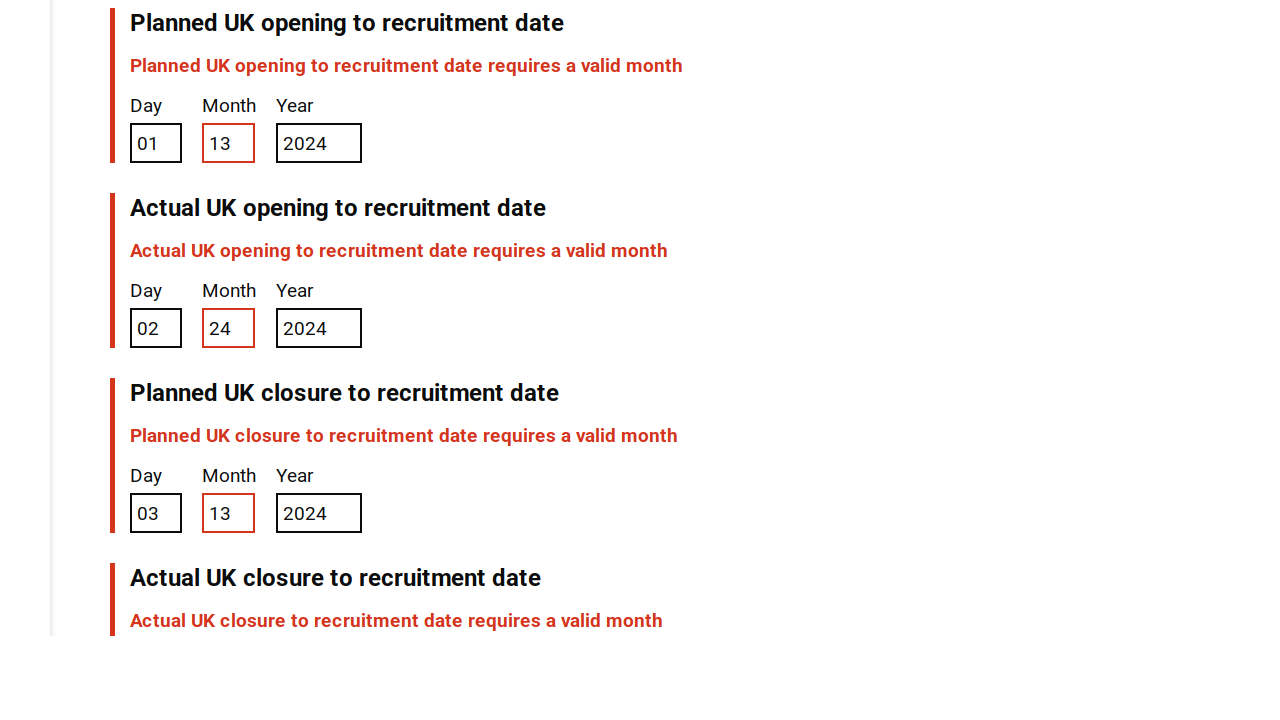 Planned UK opening to recruitment date
Planned UK opening to recruitment date requires a valid month
Day Month Year
01 13 2024
Actual UK opening to recruitment date
Actual UK opening to recruitment date requires a valid month
Day Month Year
02 24 2024
Planned UK closure to recruitment date
Planned UK closure to recruitment date requires a valid month
Day Month Year
03 13 2024
Actual UK closure to recruitment date
Actual UK closure to recruitment date requires a valid month